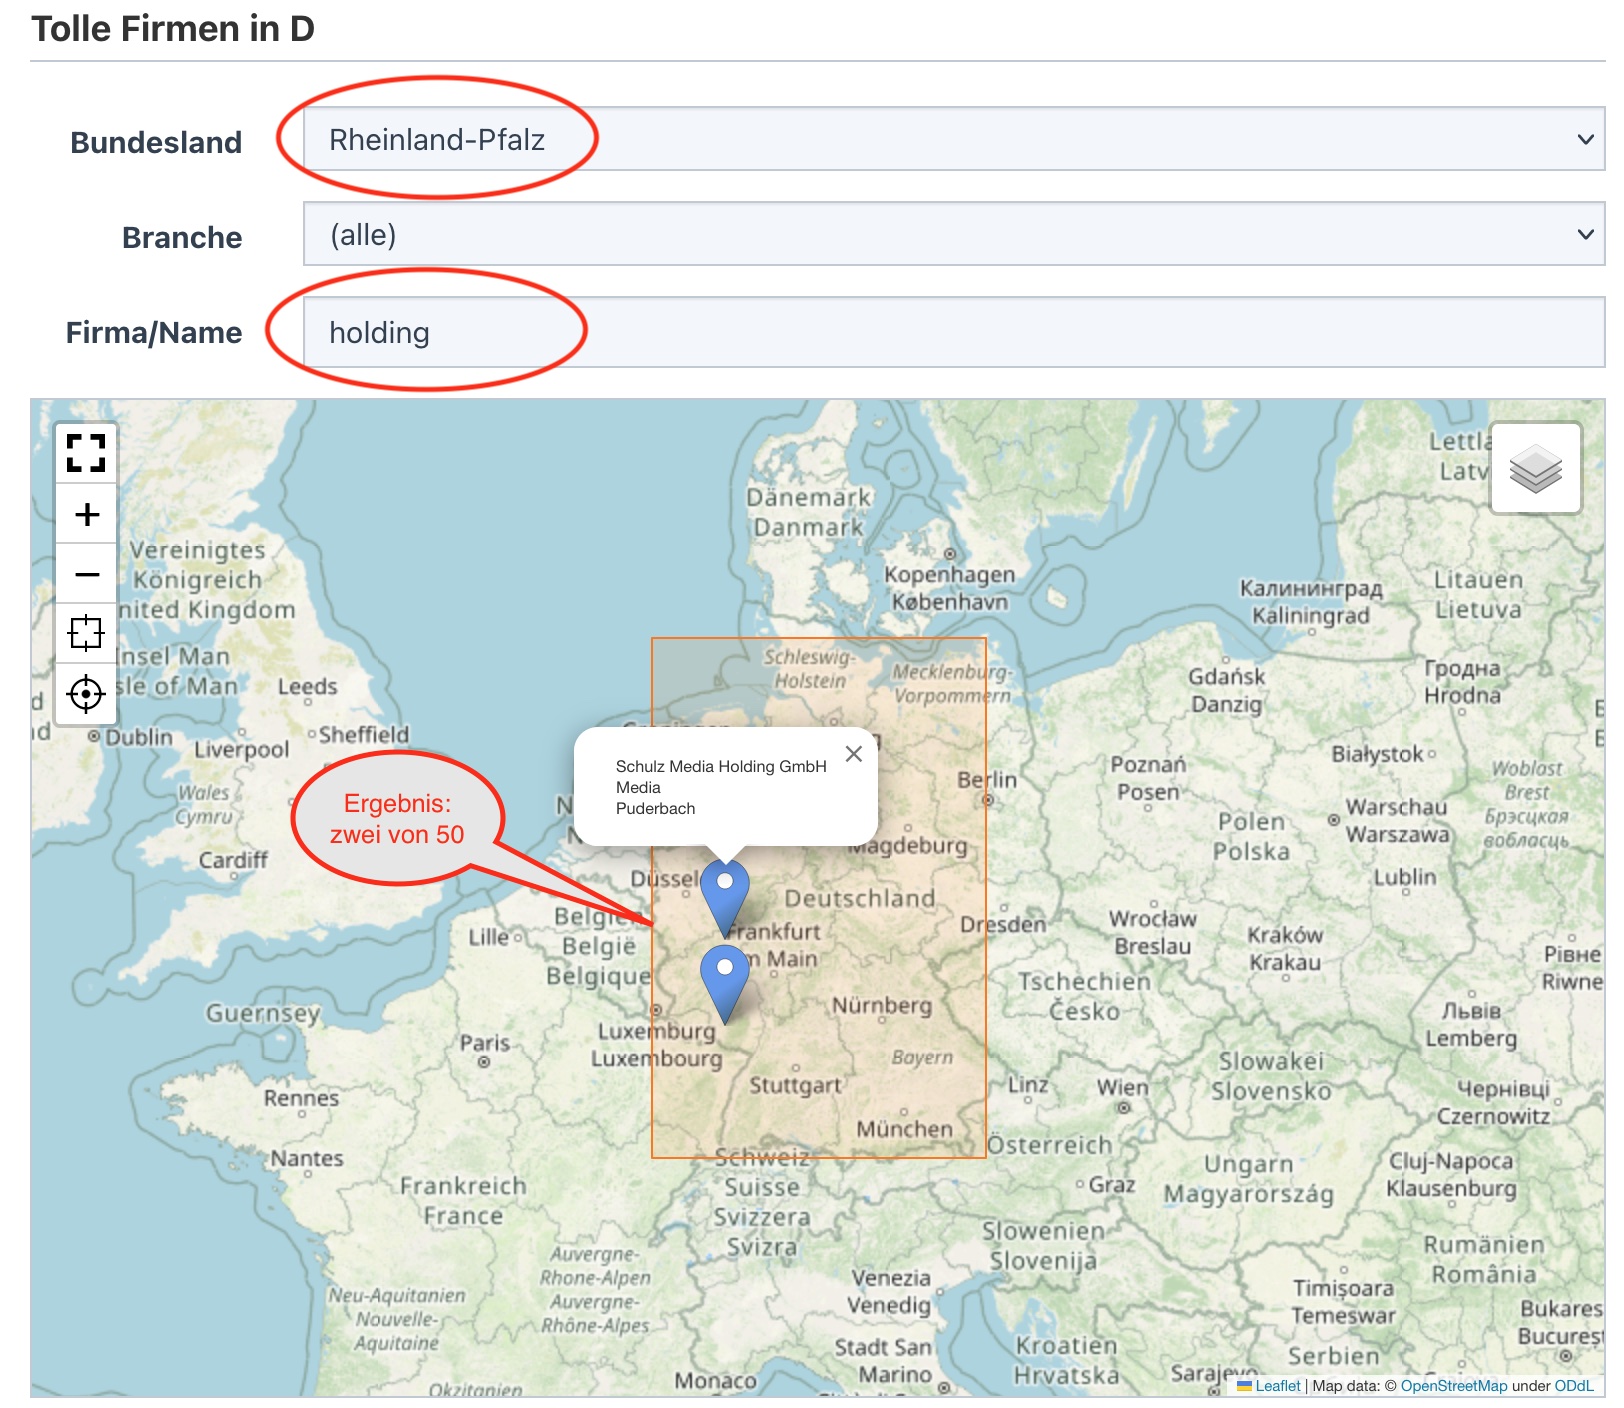 Tolle Firmen in D
Bundesland
Rheinland-Pfalz
Branche
(alle)
Firma/Name
holding
+
−
Lettla
Latv
Dänemark
Danmark
Vereinigtes
Königreich
nited Kingdom
Kopenhagen
København
Калининград
Kaliningrad
Litauen
Lietuva
Insel Man
sle of Man
Leeds
Schleswig-
Holstein
Mecklenburg-
Vorpommern
Gdańsk
Danzig
Гродна
Hrodna
Dublin
Liverpool
Sheffield
Schulz Media Holding GmbH
Media
Puderbach
Berlin
Poznań
Posen
Białystok
Woblast
Brest
Брэсцкая
вобласць
Wales
Cymru
Ergebnis:
zwei von 50
Warschau
Warszawa
Polen
Polska
Cardiff
Magdeburg
Düssel
Deutschland
Lublin
Belgien
België
Belgique
Lille
Frankfurt
m Main
Dresden
Wrocław
Breslau
Kraków
Krakau
Рівне
Riwne
Tschechien
Česko
Guernsey
Nürnberg
Львів
Lemberg
Luxemburg
Luxembourg
Paris
Bayern
Slowakei
Slovensko
Stuttgart
Linz
Wien
Чернівці
Czernowitz
Rennes
München
Österreich
Nantes
Schweiz
Suisse
Svizzera
Svizra
Ungarn
Magyarország
Cluj-Napoca
Klausenburg
Frankreich
France
Graz
Slowenien
Slovenija
Auvergne-
Rhone-Alpen
Auvergne-
Rhône-Alpes
Rumänien
România
Venezia
Venedig
Timișoara
Temeswar
Neu-Aquitanien
Nouvelle-
Aquitaine
Bukares
Bucureșt
Stadt San
Marino
Kroatien
Hrvatska
Serbien
Monaco
Okzitanien
Sarajevo
Leaflet | Map data: © OpenStreetMap under ODdL